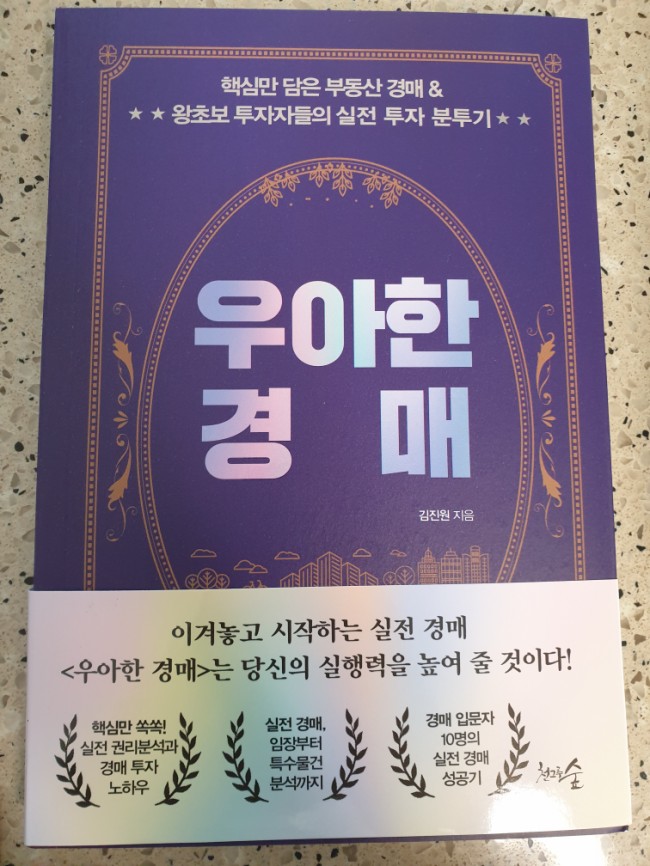 핵심만 담은 부동산 경매 &
★ ★ 왕초보 투자자들의 실전 투자 분투기 ★ ★
우아한
경매
김진원 지음
이겨놓고 시작하는 실전 경매
<우아한 경매>는 당신의 실행력을 높여 줄 것이다!
핵심만 쏙쏙!
실전 권리분석과
경매 투자
노하우
실전 경매,
임장부터
특수물건
분석까지
경매 입문자
10명의
실전 경매
성공기
천그루숲